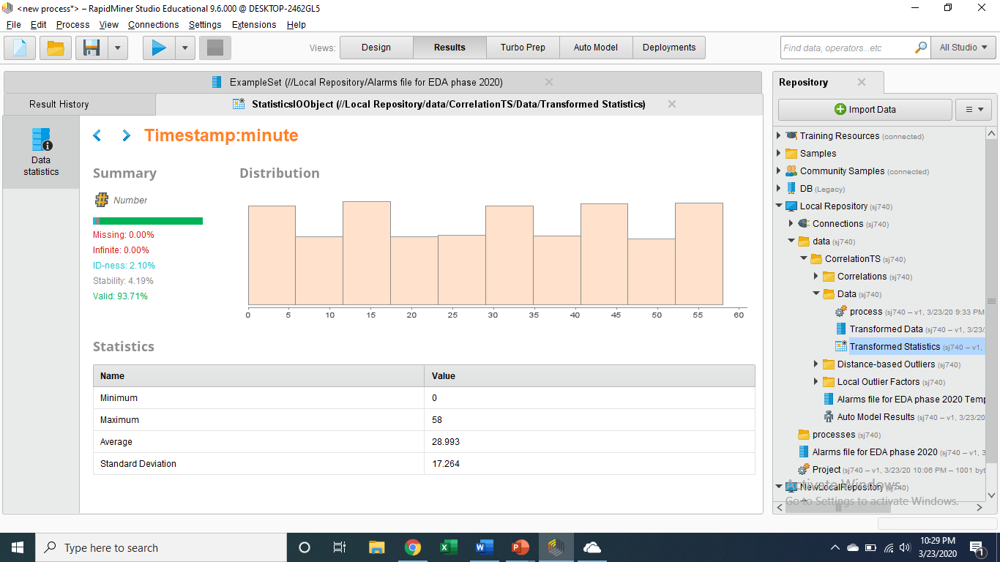 <new process*> – RapidMiner Studio Educational 9.6.000 @ DESKTOP-2462GL5
File Edit Process View Connections Settings Extensions Help
Views: Design Results Turbo Prep Auto Model Deployments
Find data, operators...etc
All Studio
ExampleSet (//Local Repository/Alarms file for EDA phase 2020)
Result History
StatisticsIOObject (//Local Repository/data/CorrelationTS/Data/Transformed Statistics)
Data
statistics
Timestamp:minute
Summary
Number
Missing: 0.00%
Infinite: 0.00%
ID-ness: 2.10%
Stability: 4.19%
Valid: 93.71%
Distribution
0 5 10 15 20 25 30 35 40 45 50 55 60
Statistics
Name Value
Minimum 0
Maximum 58
Average 28.993
Standard Deviation 17.264
Repository
Import Data
Training Resources (connected)
Samples
Community Samples (connected)
DB (Legacy)
Local Repository (sj740)
Connections (sj740)
data (sj740)
CorrelationTS (sj740)
Correlations (sj740)
Data (sj740)
process (sj740 – v1, 3/23/20 9:33 PM
Transformed Data (sj740 – v1, 3/23/
Transformed Statistics (sj740 – v1,
Distance-based Outliers (sj740)
Local Outlier Factors (sj740)
Alarms file for EDA phase 2020 Temp
Auto Model Results (sj740 – v1, 3/23/20
processes (sj740)
Alarms file for EDA phase 2020 (sj740 – v1, 3
Project (sj740 – v1, 3/23/20 10:06 PM – 1001 byt
NewLocalRepository (sj740)
Activate Windows
Go to Settings to activate Windows.
Type here to search
10:29 PM
3/23/2020
1